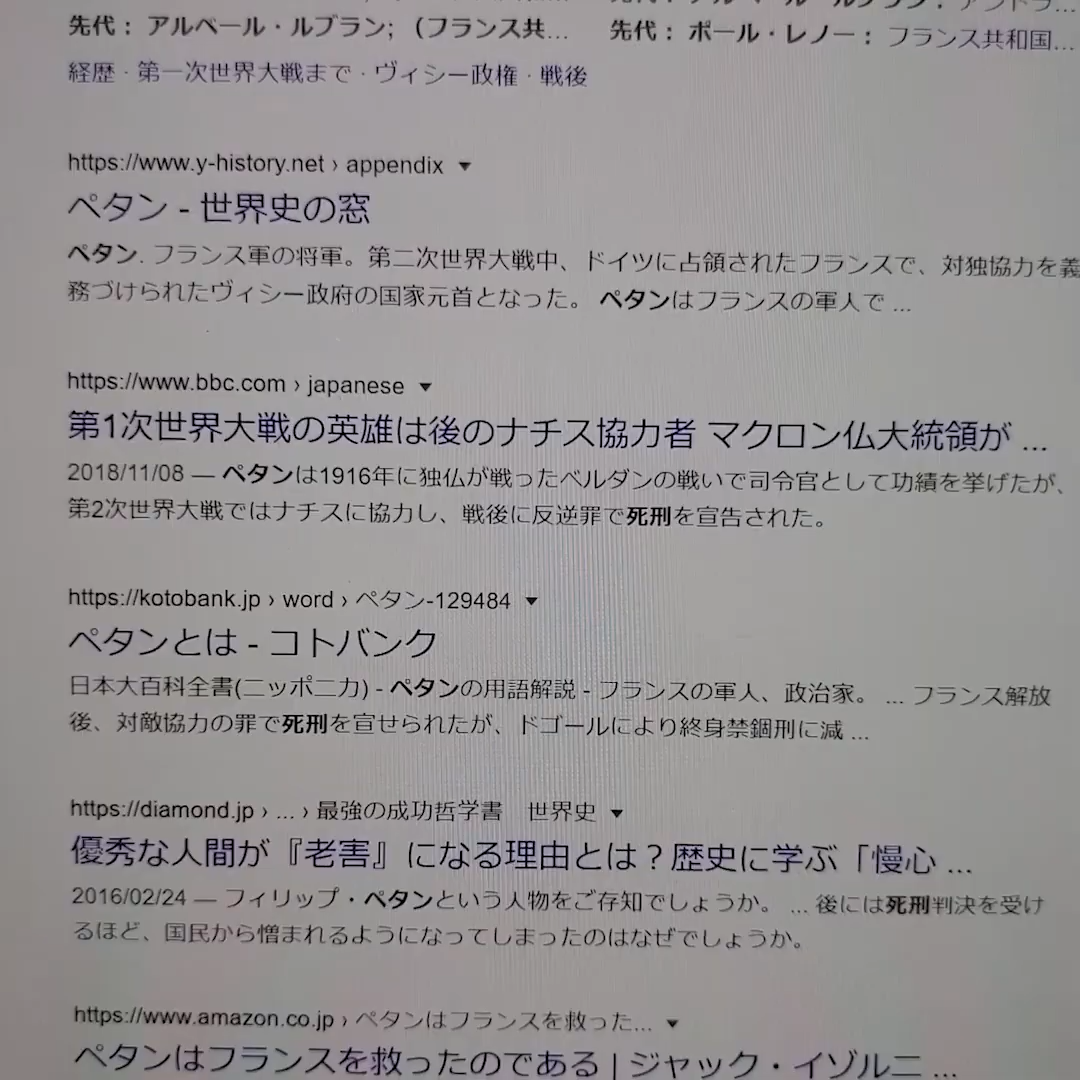 先代： アルベール・ルブラン; （フランス共...
先代： ポール・レノー： フランス共和国...
経歴 · 第一次世界大戦まで · ヴィシー政権 · 戦後
https://www.y-history.net › appendix ▼
ペタン - 世界史の窓
ペタン. フランス軍の将軍。第二次世界大戦中、ドイツに占領されたフランスで、対独協力を義
務づけられたヴィシー政府の国家元首となった。 ペタンはフランスの軍人で ...
https://www.bbc.com › japanese ▼
第1次世界大戦の英雄は後のナチス協力者 マクロン仏大統領が ...
2018/11/08 — ペタンは1916年に独仏が戦ったベルダンの戦いで司令官として功績を挙げたが、
第2次世界大戦ではナチスに協力し、戦後に反逆罪で死刑を宣告された。
https://kotobank.jp › word › ペタン-129484 ▼
ペタンとは - コトバンク
日本大百科全書(ニッポニカ) - ペタンの用語解説 - フランスの軍人、政治家。 ... フランス解放
後、対敵協力の罪で死刑を宣せられたが、ドゴールにより終身禁錮刑に減 ...
https://diamond.jp › ... › 最強の成功哲学書　世界史 ▼
優秀な人間が『老害』になる理由とは？歴史に学ぶ「慢心 ...
2016/02/24 — フィリップ・ペタンという人物をご存知でしょうか。 ... 後には死刑判決を受け
るほど、国民から憎まれるようになってしまったのはなぜでしょうか。
https://www.amazon.co.jp › ペタンはフランスを救った... ▼
ペタンはフランスを救ったのである | ジャック・イゾルニ ...